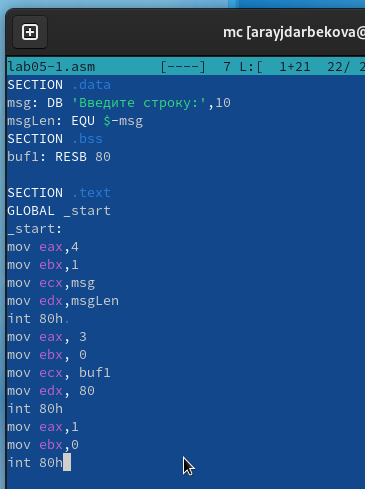 mc [arayjdarbekova@
lab05-1.asm [----] 7 L:[ 1+21 22/ 2
SECTION .data
msg: DB 'Введите строку:',10
msgLen: EQU $-msg
SECTION .bss
buf1: RESB 80
SECTION .text
GLOBAL _start
_start:
mov eax,4
mov ebx,1
mov ecx,msg
mov edx,msgLen
int 80h.
mov eax, 3
mov ebx, 0
mov ecx, buf1
mov edx, 80
int 80h
mov eax,1
mov ebx,0
int 80h